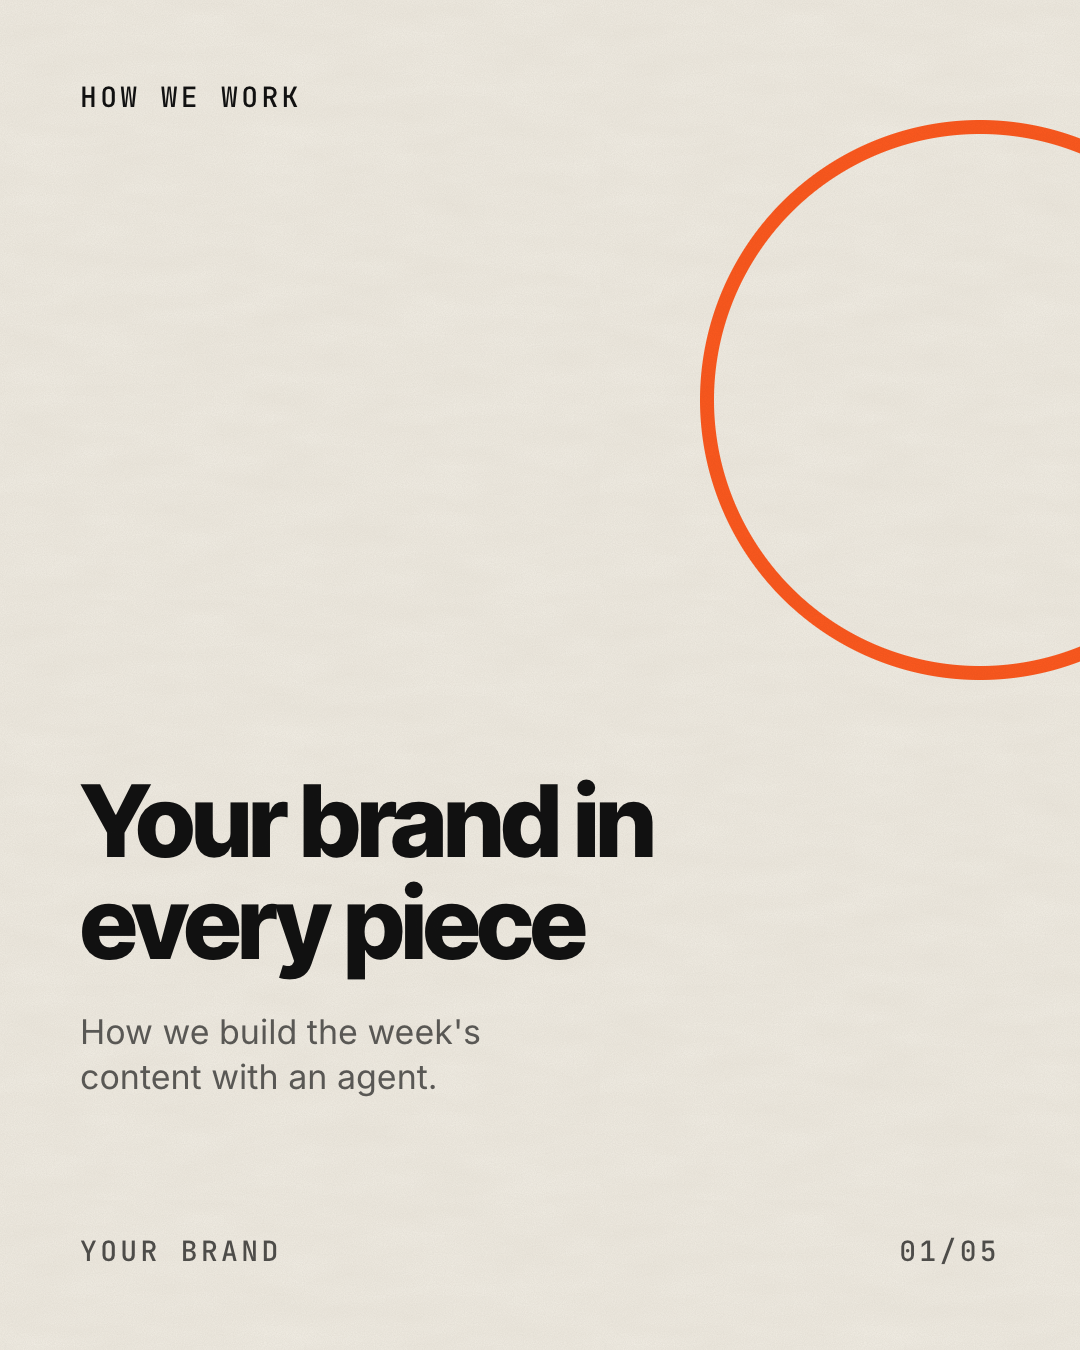 HOW WE WORK
Your brand in
every piece
How we build the week's
content with an agent.
YOUR BRAND
01/05